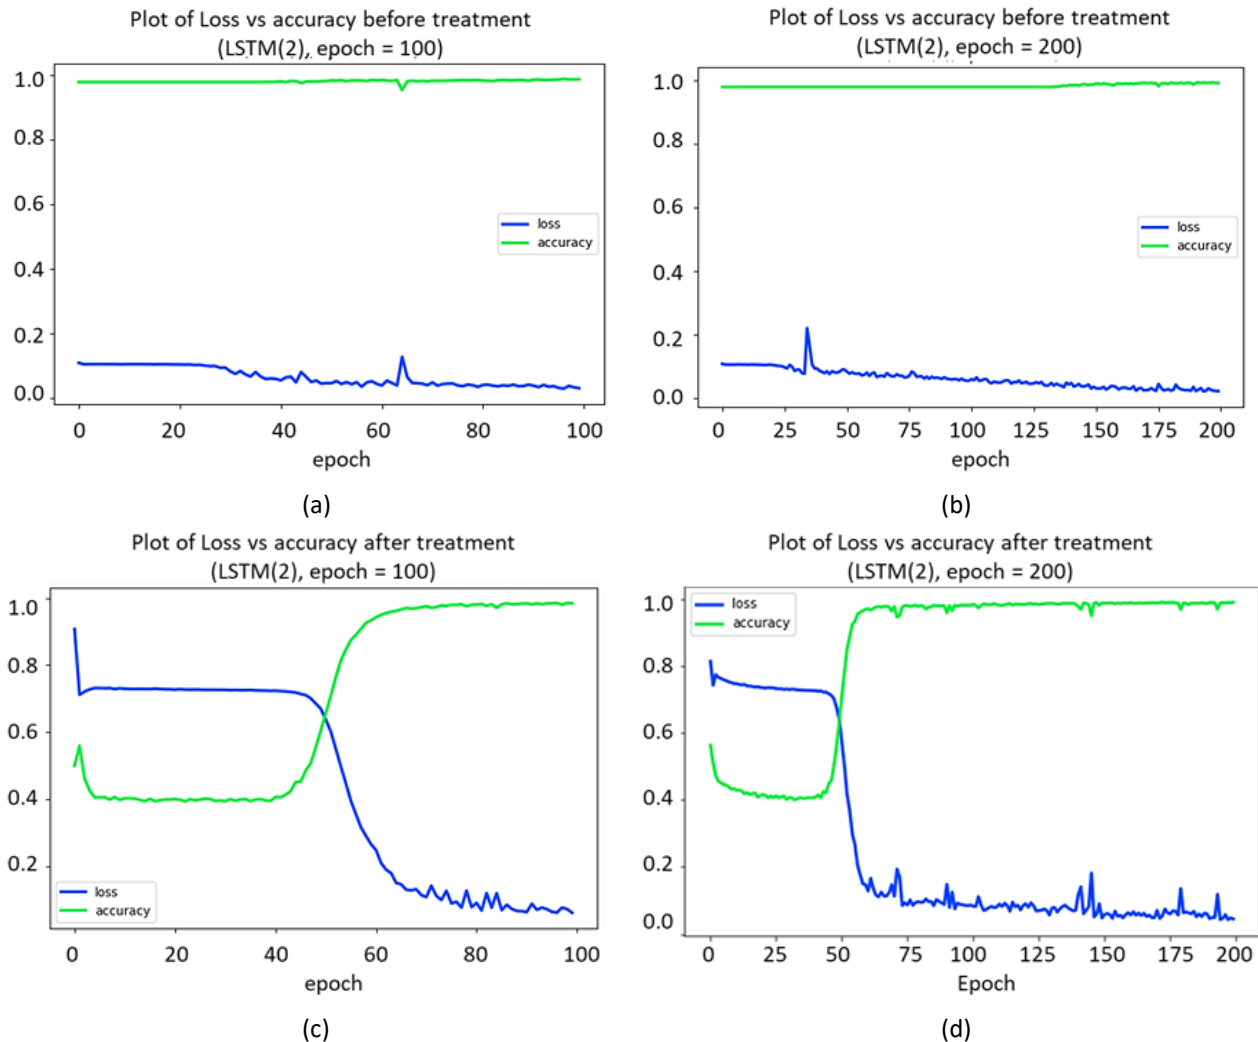 Plot of Loss vs accuracy before treatment
(LSTM(2), epoch = 100)
1.0
0.8
0.6
0.4
0.2
0.0
loss
accuracy
0 20 40 60 80 100
epoch
(a)
Plot of Loss vs accuracy before treatment
(LSTM(2), epoch = 200)
1.0
0.8
0.6
0.4
0.2
0.0
loss
accuracy
0 25 50 75 100 125 150 175 200
epoch
(b)
Plot of Loss vs accuracy after treatment
(LSTM(2), epoch = 100)
1.0
0.8
0.6
0.4
0.2
loss
accuracy
0 20 40 60 80 100
epoch
(c)
Plot of Loss vs accuracy after treatment
(LSTM(2), epoch = 200)
loss
accuracy
1.0
0.8
0.6
0.4
0.2
0.0
0 25 50 75 100 125 150 175 200
Epoch
(d)